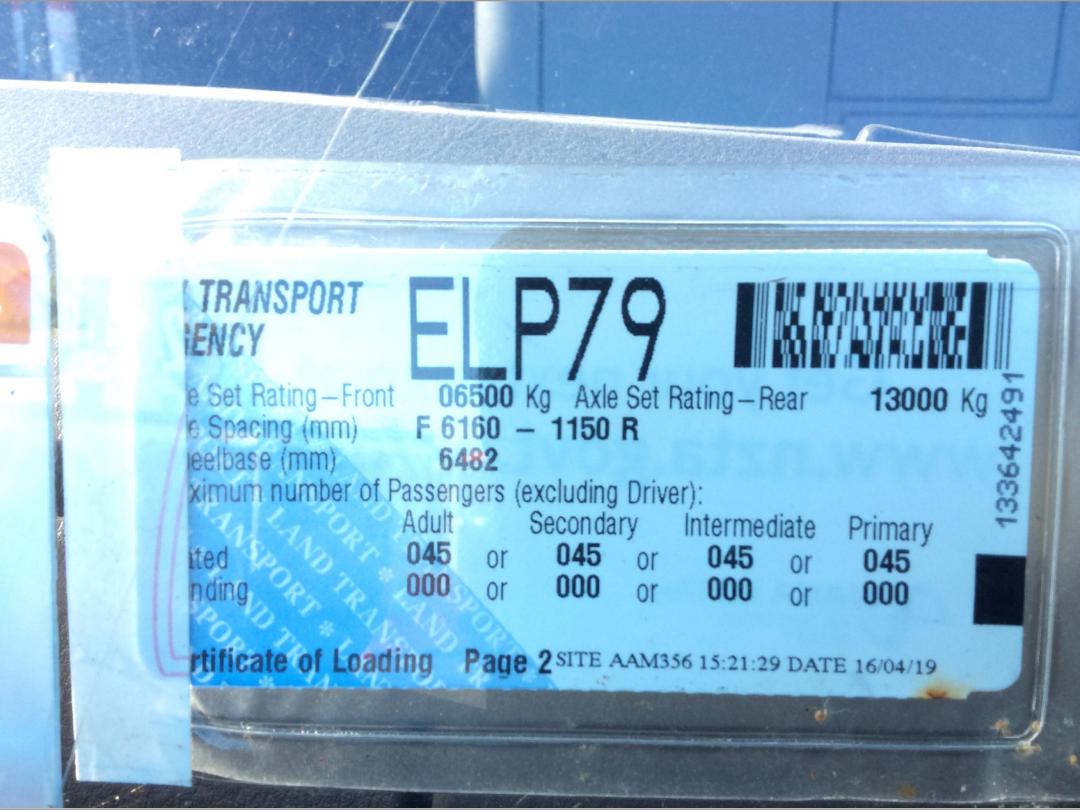 TRANSPORT
ELP79
ENCY
e Set Rating-Front 06500 Kg Axle Set Rating-Rear 13000 Kg
e Spacing (mm) F 6160 - 1150 R
eelbase (mm) 6482
ximum number of Passengers (excluding Driver):
Adult Secondary Intermediate Primary
ated 045 or 045 or 045 or 045
nding 000 or 000 or 000 or 000
rtificate of Loading Page 2 SITE AAM356 15:21:29 DATE 16/04/19
133642491